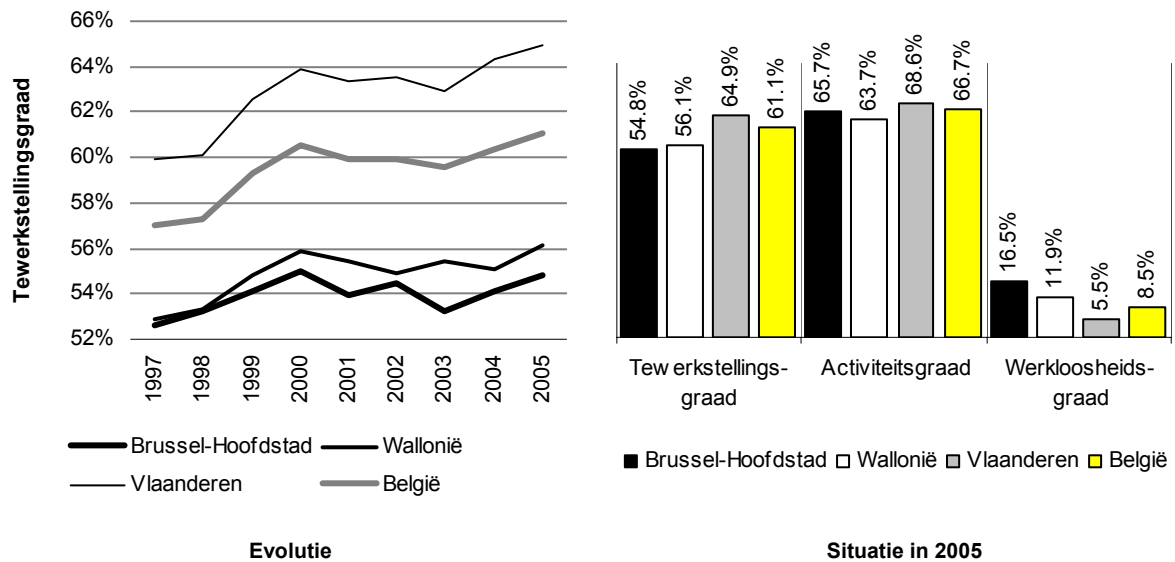 66%
64%
62%
60%
58%
56%
54%
52%
Tewerkstellingsgraad
1997
1998
1999
2000
2001
2002
2003
2004
2005
Brussel-Hoofdstad
Wallonië
Vlaanderen
België
Evolutie
54.8%
56.1%
64.9%
61.1%
65.7%
63.7%
68.6%
66.7%
16.5%
11.9%
5.5%
8.5%
Tewerkstellings-
graad
Activiteitsgraad
Werkloosheids-
graad
Brussel-Hoofdstad Wallonië Vlaanderen België
Situatie in 2005